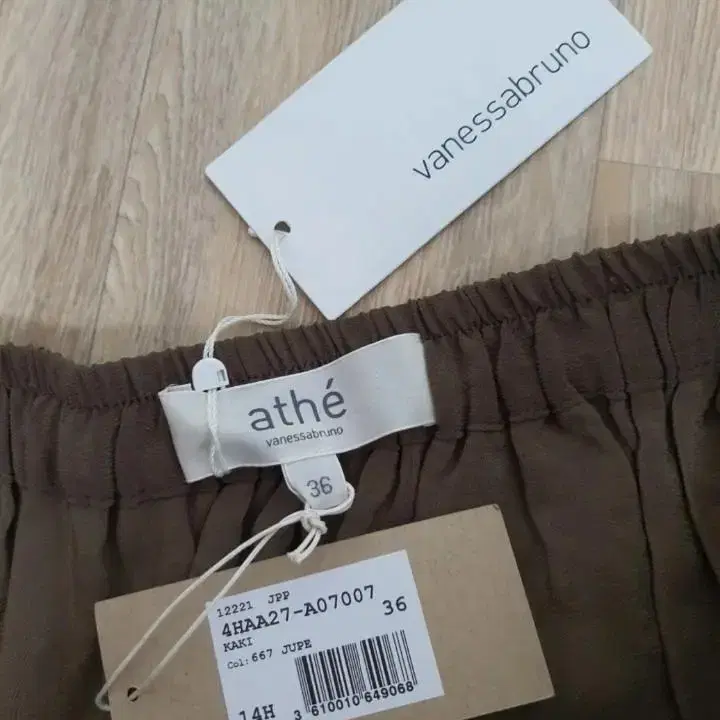 vanessabruno
athé
vanessabruno
36
12221 JPP
4HAA27-A07007 36
KAKI
Col: 667 JUPE
14H
3 610010 649068